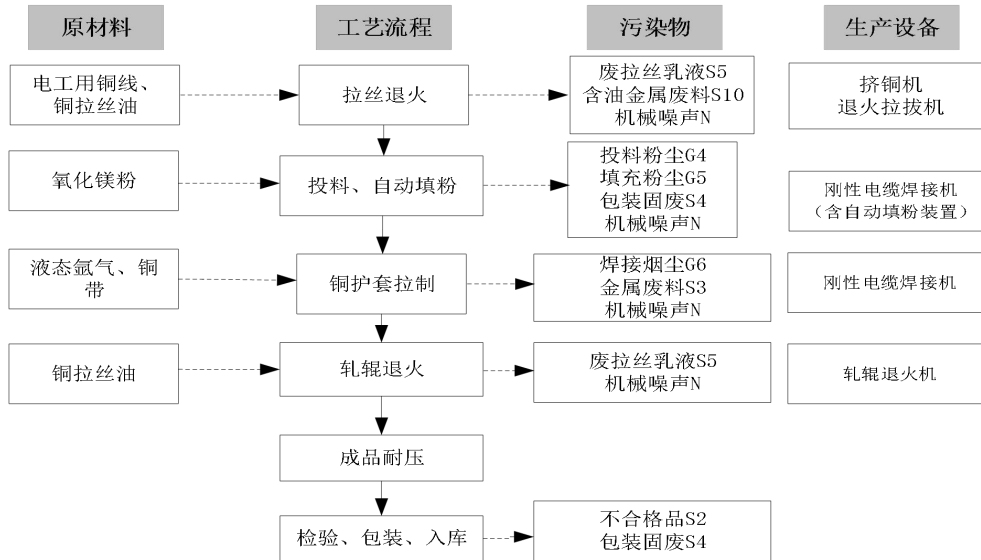 原材料
工艺流程
污染物
生产设备
电工用铜线、
铜拉丝油
拉丝退火
废拉丝乳液S5
含油金属废料S10
机械噪声N
挤铜机
退火拉拔机
氧化镁粉
投料、自动填粉
投料粉尘G4
填充粉尘G5
包装固废S4
机械噪声N
刚性电缆焊接机
（含自动填粉装置）
液态氩气、铜
带
铜护套拉制
焊接烟尘G6
金属废料S3
机械噪声N
刚性电缆焊接机
铜拉丝油
轧辊退火
废拉丝乳液S5
机械噪声N
轧辊退火机
成品耐压
检验、包装、入库
不合格品S2
包装固废S4